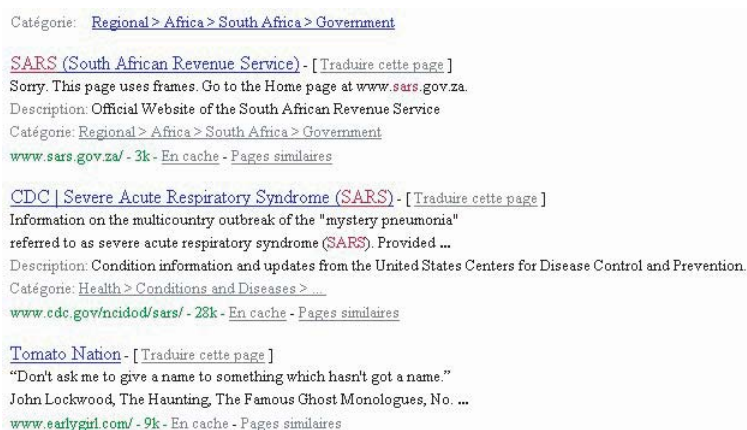 Catégorie: Regional > Africa > South Africa > Government
SARS (South African Revenue Service) - [ Traduire cette page ]
Sorry. This page uses frames. Go to the Home page at www.sars.gov.za.
Description: Official Website of the South African Revenue Service
Catégorie: Regional > Africa > South Africa > Government
www.sars.gov.za/ - 3k - En cache - Pages similaires
CDC | Severe Acute Respiratory Syndrome (SARS) - [ Traduire cette page ]
Information on the multicountry outbreak of the "mystery pneumonia"
referred to as severe acute respiratory syndrome (SARS). Provided ...
Description: Condition information and updates from the United States Centers for Disease Control and Prevention.
Catégorie: Health > Conditions and Diseases > ...
www.cdc.gov/ncidod/sars/ - 28k - En cache - Pages similaires
Tomato Nation - [ Traduire cette page ]
“Don't ask me to give a name to something which hasn't got a name.”
John Lockwood, The Haunting, The Famous Ghost Monologues, No. ...
www.earlygirl.com/ - 9k - En cache - Pages similaires